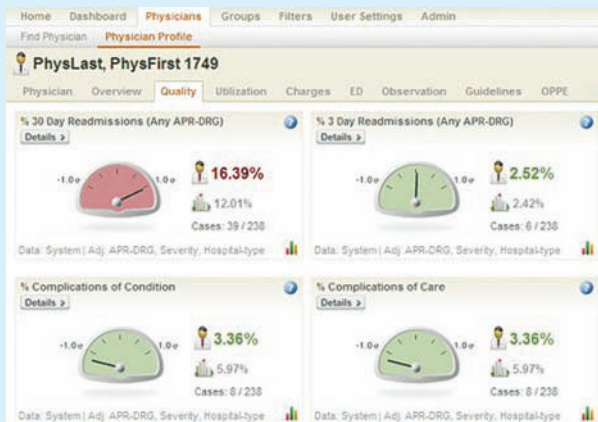 Home Dashboard Physicians Groups Filters User Settings Admin
Find Physician Physician Profile
PhysLast, PhysFirst 1749
Physician Overview Quality Utilization Charges ED Observation Guidelines OPPE
% 30 Day Readmissions (Any APR-DRG) ?
Details >
-1.0σ 1.0σ
16.39%
12.01%
Cases: 39 / 238
Data: System | Adj. APR-DRG, Severity, Hospital-type
% 3 Day Readmissions (Any APR-DRG) ?
Details >
-1.0σ 1.0σ
2.52%
2.42%
Cases: 6 / 238
Data: System | Adj. APR-DRG, Severity, Hospital-type
% Complications of Condition ?
Details >
-1.0σ 1.0σ
3.36%
5.97%
Cases: 8 / 238
Data: System | Adj. APR-DRG, Severity, Hospital-type
% Complications of Care ?
Details >
-1.0σ 1.0σ
3.36%
5.97%
Cases: 8 / 238
Data: System | Adj. APR-DRG, Severity, Hospital-type